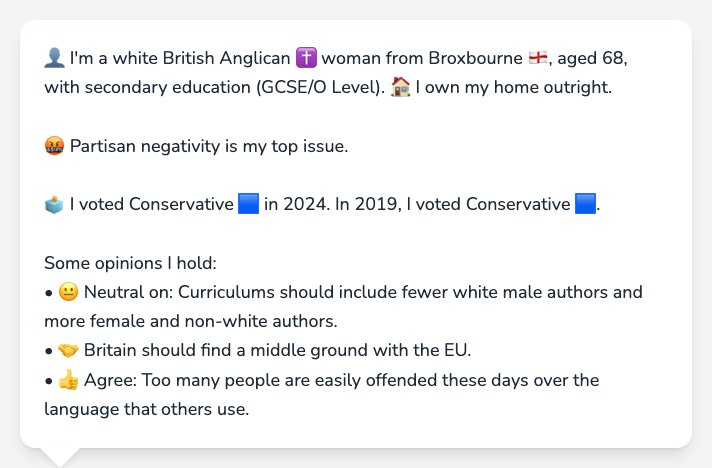 👤 I'm a white British Anglican ✝️ woman from Broxbourne 🏴󠁧󠁢󠁥󠁮󠁧󠁿, aged 68,
with secondary education (GCSE/O Level). 🏠 I own my home outright.
🤬 Partisan negativity is my top issue.
🗳️ I voted Conservative 🟦 in 2024. In 2019, I voted Conservative 🟦.
Some opinions I hold:
• 😐 Neutral on: Curriculums should include fewer white male authors and
more female and non-white authors.
• 🤝 Britain should find a middle ground with the EU.
• 👍 Agree: Too many people are easily offended these days over the
language that others use.